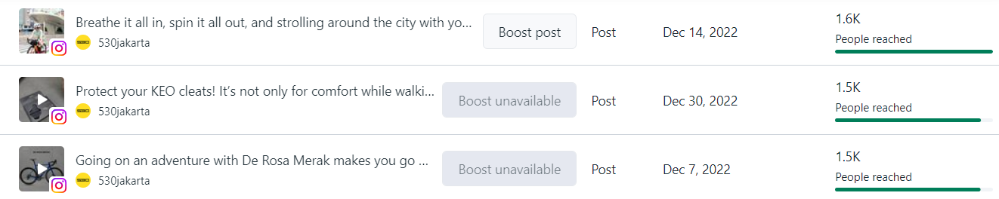 Breathe it all in, spin it all out, and strolling around the city with yo...
530jakarta
Boost post
Post
Dec 14, 2022
1.6K
People reached
Protect your KEO cleats! It's not only for comfort while walki...
530jakarta
Boost unavailable
Post
Dec 30, 2022
1.5K
People reached
Going on an adventure with De Rosa Merak makes you go ...
530jakarta
Boost unavailable
Post
Dec 7, 2022
1.5K
People reached